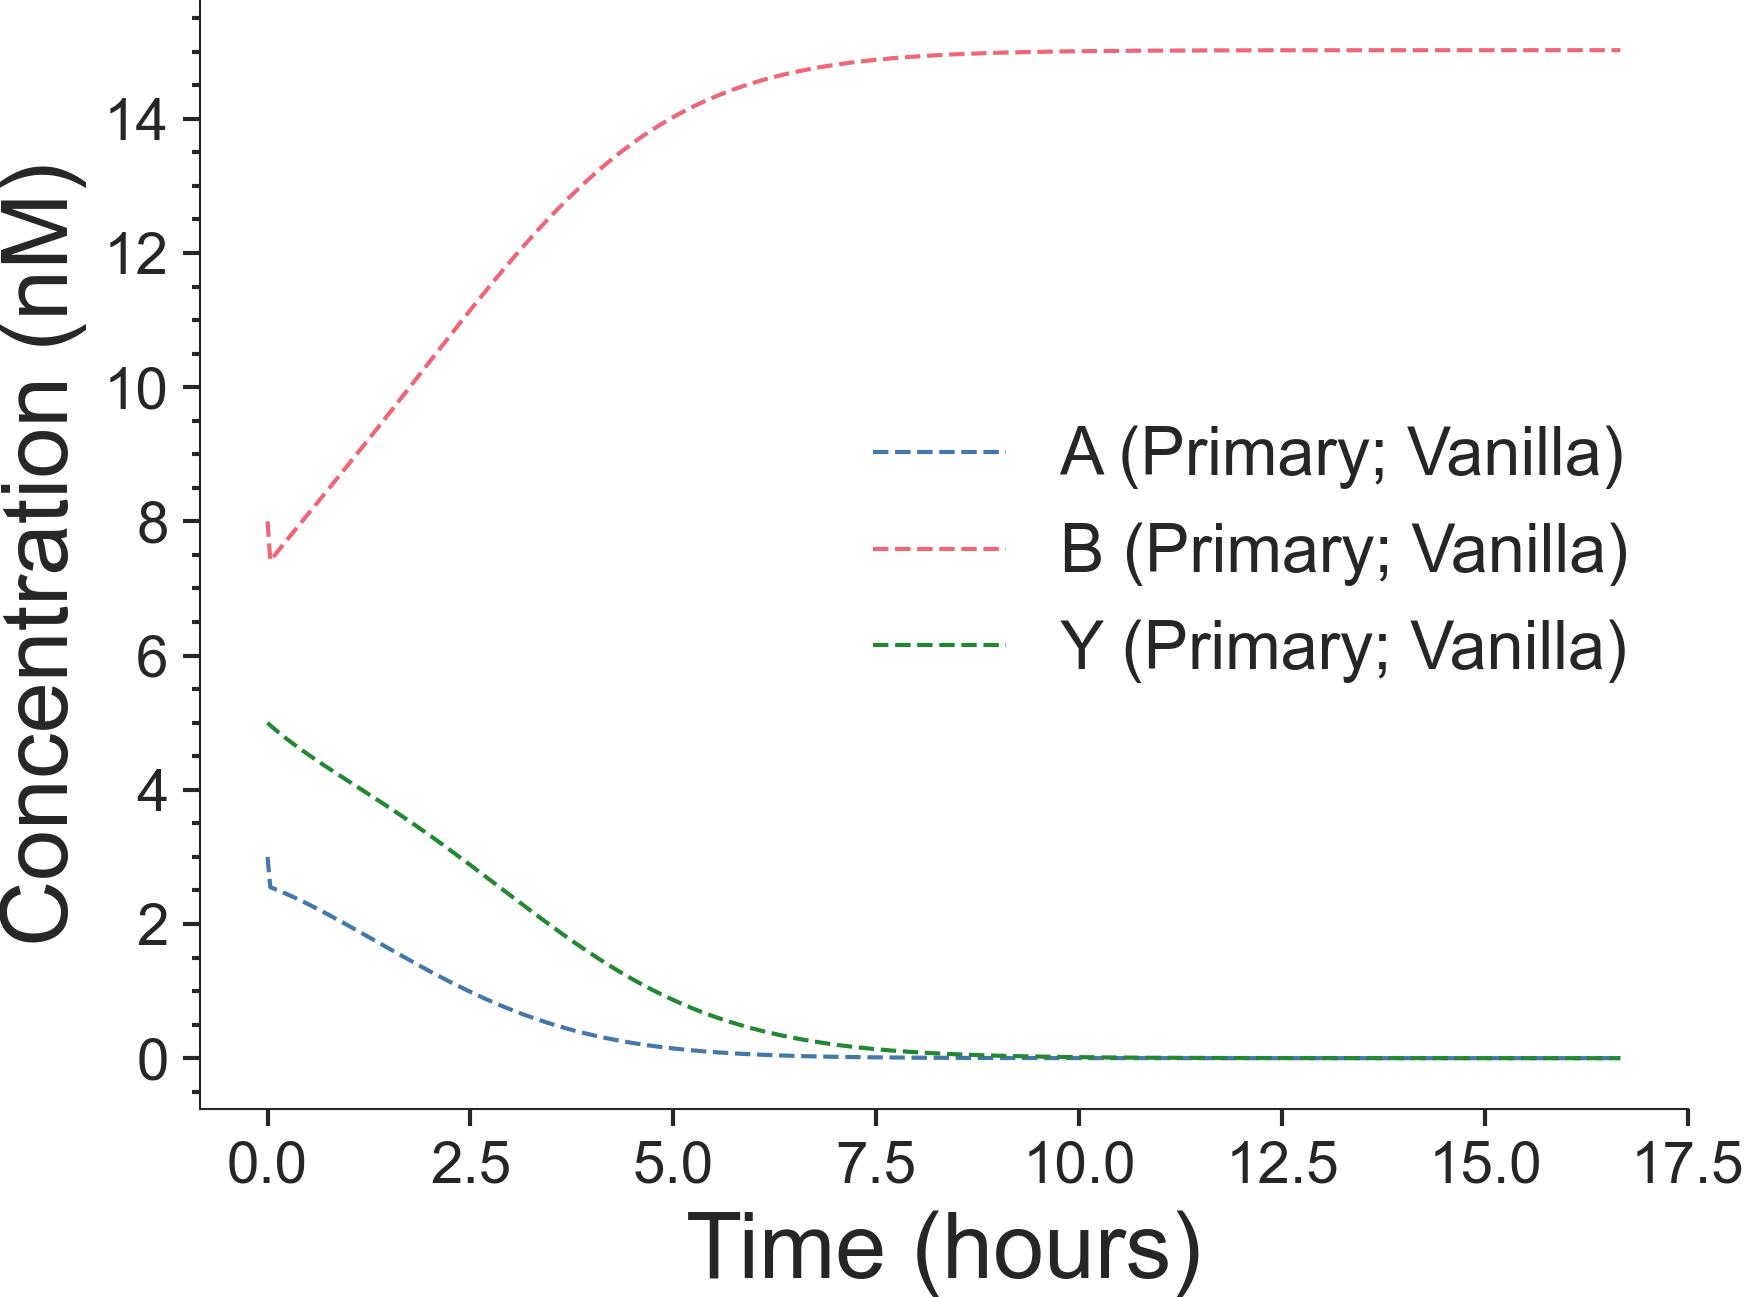 Concentration (nM)
14
12
10
8
6
4
2
0
A (Primary; Vanilla)
B (Primary; Vanilla)
Y (Primary; Vanilla)
0.0 2.5 5.0 7.5 10.0 12.5 15.0 17.5
Time (hours)